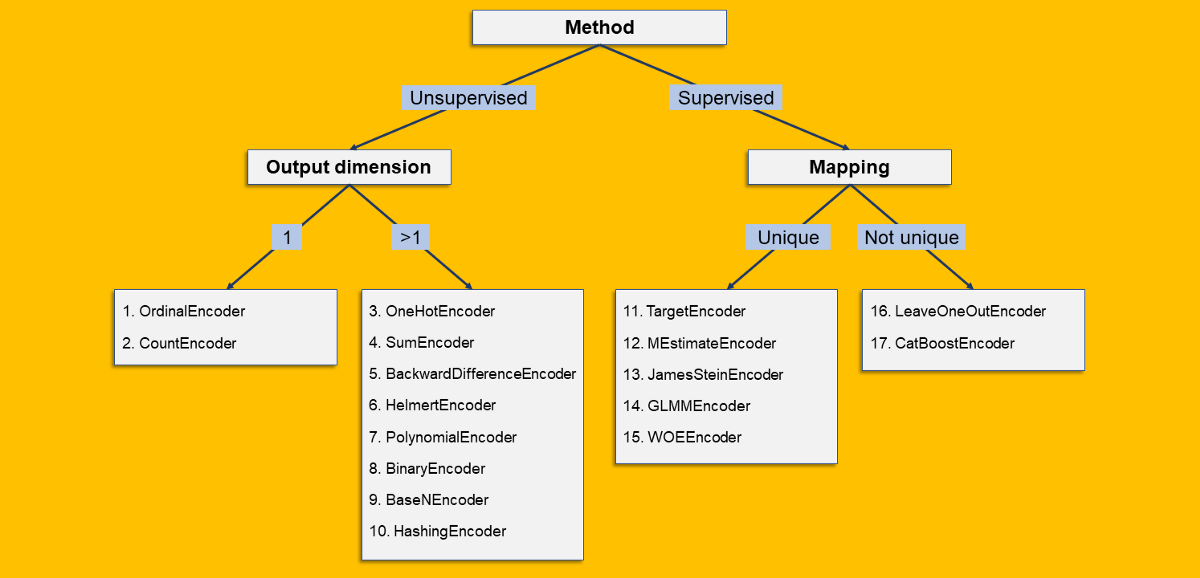 Method
Unsupervised
Supervised
Output dimension
Mapping
1
>1
Unique
Not unique
1. OrdinalEncoder
2. CountEncoder
3. OneHotEncoder
4. SumEncoder
5. BackwardDifferenceEncoder
6. HelmertEncoder
7. PolynomialEncoder
8. BinaryEncoder
9. BaseNEncoder
10. HashingEncoder
11. TargetEncoder
12. MEstimateEncoder
13. JamesSteinEncoder
14. GLMMEncoder
15. WOEEncoder
16. LeaveOneOutEncoder
17. CatBoostEncoder